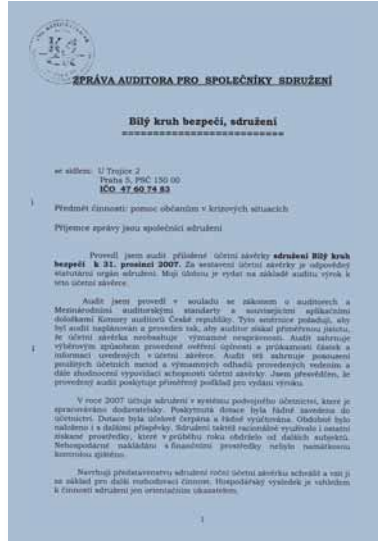 ZPRÁVA AUDITORA PRO SPOLEČNÍKY SDRUŽENÍ
Bílý kruh bezpečí, sdružení
===========================
se sídlem: U Trojice 2
Praha 5, PSČ 150 00
IČO 47 60 74 83
Předmět činnosti: pomoc občanům v krizových situacích
Příjemce zprávy jsou společníci sdružení
Provedl jsem audit přiložené účetní závěrky sdružení Bílý kruh
bezpečí k 31. prosinci 2007. Za sestavení účetní závěrky je odpovědný
statutární orgán sdružení. Mojí úlohou je vydat na základě auditu výrok k
této účetní závěrce.
Audit jsem provedl v souladu se zákonem o auditorech a
Mezinárodními auditorskými standarty a souvisejícími aplikačními
doložkami Komory auditorů České republiky. Tyto směrnice požadují, aby
byl audit naplánován a proveden tak, aby auditor získal přiměřenou jistotu,
že účetní závěrka neobsahuje významné nesprávnosti. Audit zahrnuje
výběrovým způsobem provedené ověření úplnosti a průkaznosti částek a
informací uvedených v účetní závěrce. Audit též zahrnuje posouzení
použitých účetních metod a významných odhadů provedených vedením a
dále zhodnocení vypovídací schopnosti účetní závěrky. Jsem přesvědčen, že
provedený audit poskytuje přiměřený podklad pro vydání výroku.
V roce 2007 účtuje sdružení v systému podvojného účetnictví, které je
zpracováváno dodavatelsky. Poskytnutá dotace byla řádně zavedena do
účetnictví. Dotace byla účelově čerpána a řádně vyúčtována. Obdobně bylo
naloženo i s dalšími příspěvky. Sdružení taktéž racionálně využívalo i ostatní
získané prostředky, které v průběhu roku obdrželo od dalších subjektů.
Nehospodárné nakládání s finančními prostředky nebylo namátkovou
kontrolou zjištěno.
Navrhuji představenstvu sdružení roční účetní závěrku schválit a vzít ji
za základ pro další rozhodovací činnost. Hospodářský výsledek je vzhledem
k činnosti sdružení jen orientačním ukazatelem.
1